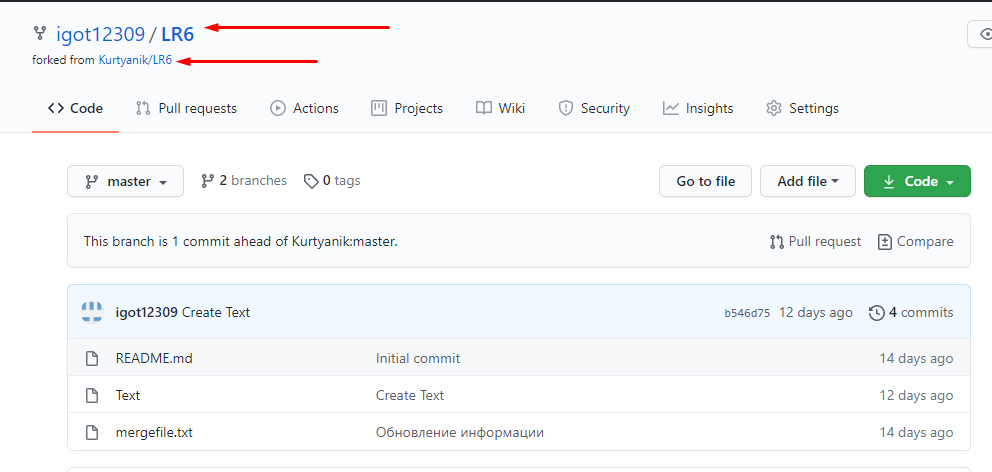 igot12309 / LR6
forked from Kurtyanik/LR6
Code Pull requests Actions Projects Wiki Security Insights Settings
master 2 branches 0 tags Go to file Add file Code
This branch is 1 commit ahead of Kurtyanik:master. Pull request Compare
igot12309 Create Text b546d75 12 days ago 4 commits
README.md Initial commit 14 days ago
Text Create Text 12 days ago
mergefile.txt Обновление информации 14 days ago